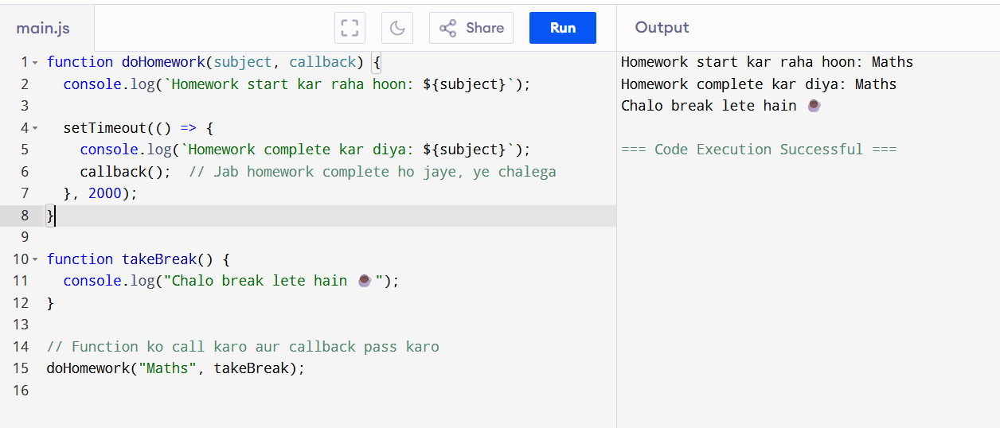 main.js
Share
Run
Output
1 function doHomework(subject, callback) {
2   console.log(`Homework start kar raha hoon: ${subject}`);
3
4   setTimeout(() => {
5     console.log(`Homework complete kar diya: ${subject}`);
6     callback();  // Jab homework complete ho jaye, ye chalega
7   }, 2000);
8 }
9
10 function takeBreak() {
11   console.log("Chalo break lete hain ");
12 }
13
14 // Function ko call karo aur callback pass karo
15 doHomework("Maths", takeBreak);
16
Homework start kar raha hoon: Maths
Homework complete kar diya: Maths
Chalo break lete hain
=== Code Execution Successful ===